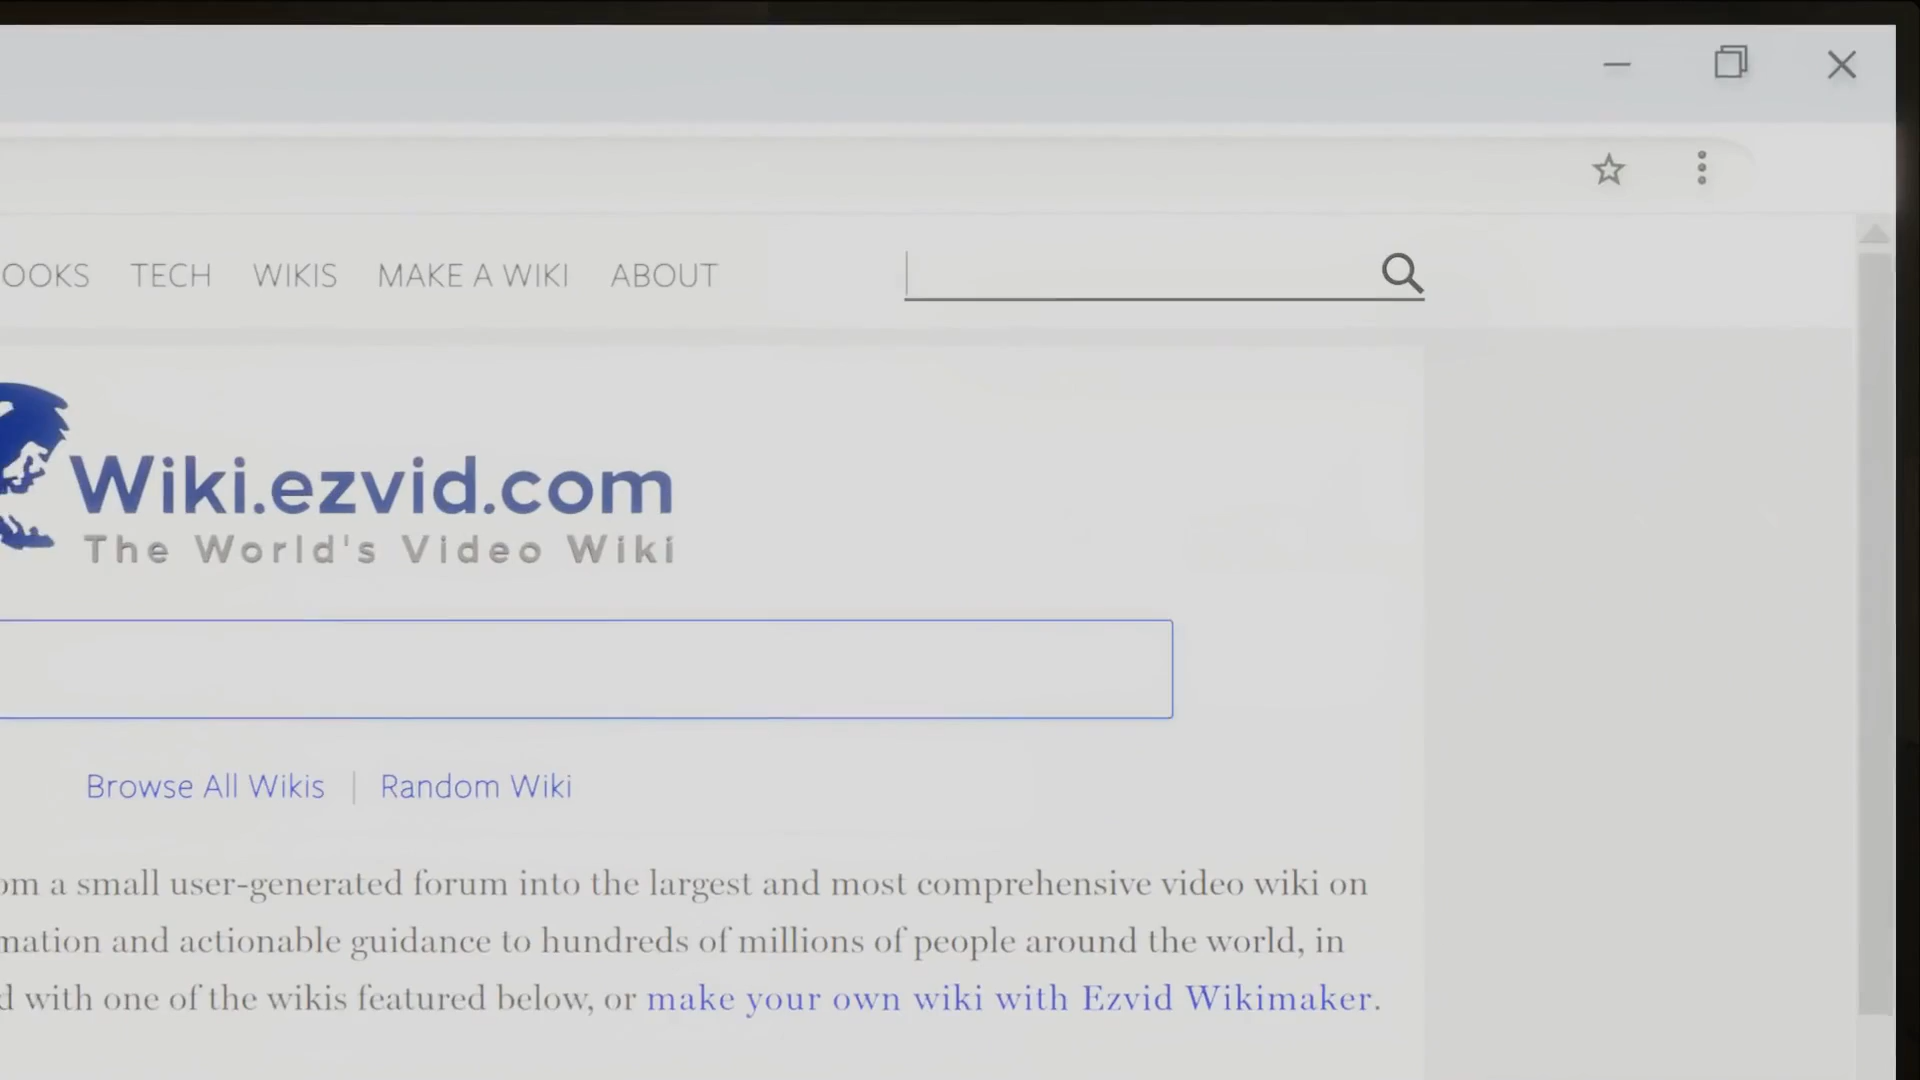 OOKS TECH WIKIS MAKE A WIKI ABOUT
Wiki.ezvid.com
The World's Video Wiki
Browse All Wikis | Random Wiki
om a small user-generated forum into the largest and most comprehensive video wiki on
mation and actionable guidance to hundreds of millions of people around the world, in
d with one of the wikis featured below, or make your own wiki with Ezvid Wikimaker.